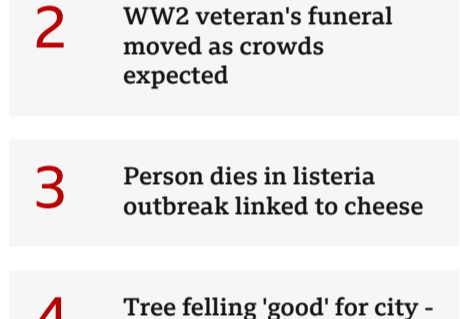 2
WW2 veteran's funeral
moved as crowds
expected
3
Person dies in listeria
outbreak linked to cheese
4
Tree felling 'good' for city -